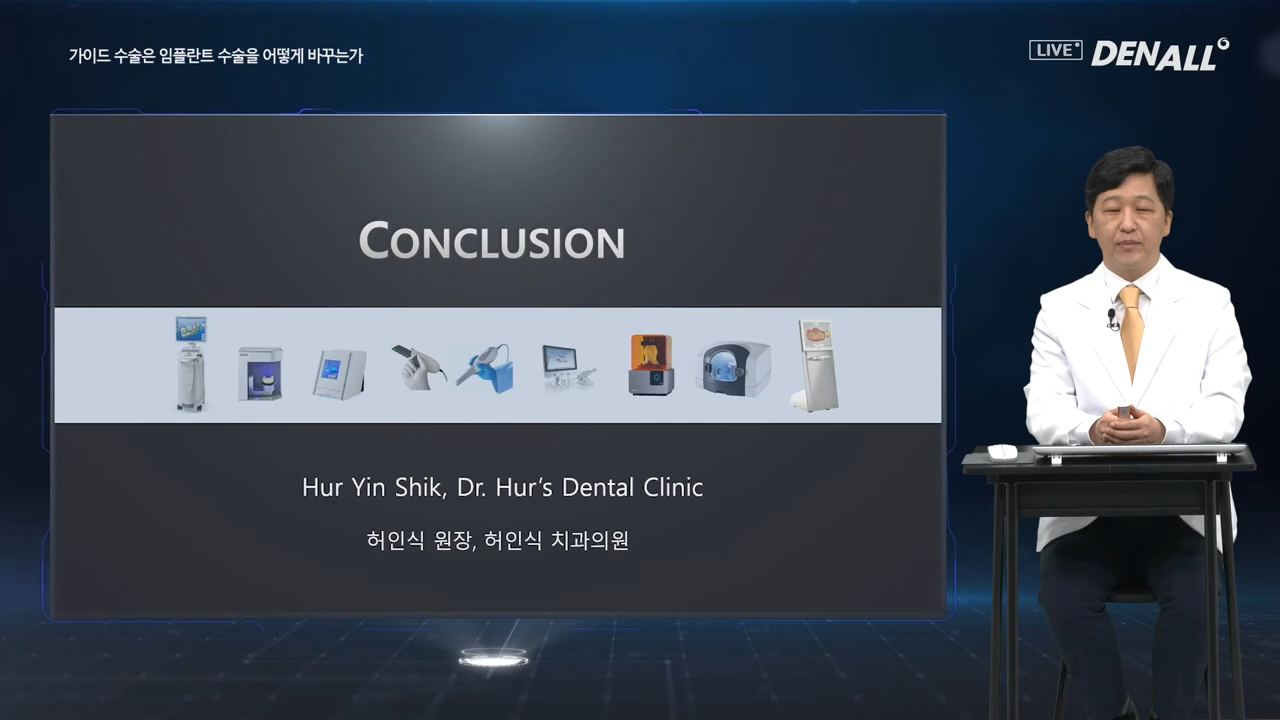 가이드 수술은 임플란트 수술을 어떻게 바꾸는가
LIVE
DENALL
CONCLUSION
Hur Yin Shik, Dr. Hur's Dental Clinic
허인식 원장, 허인식 치과의원